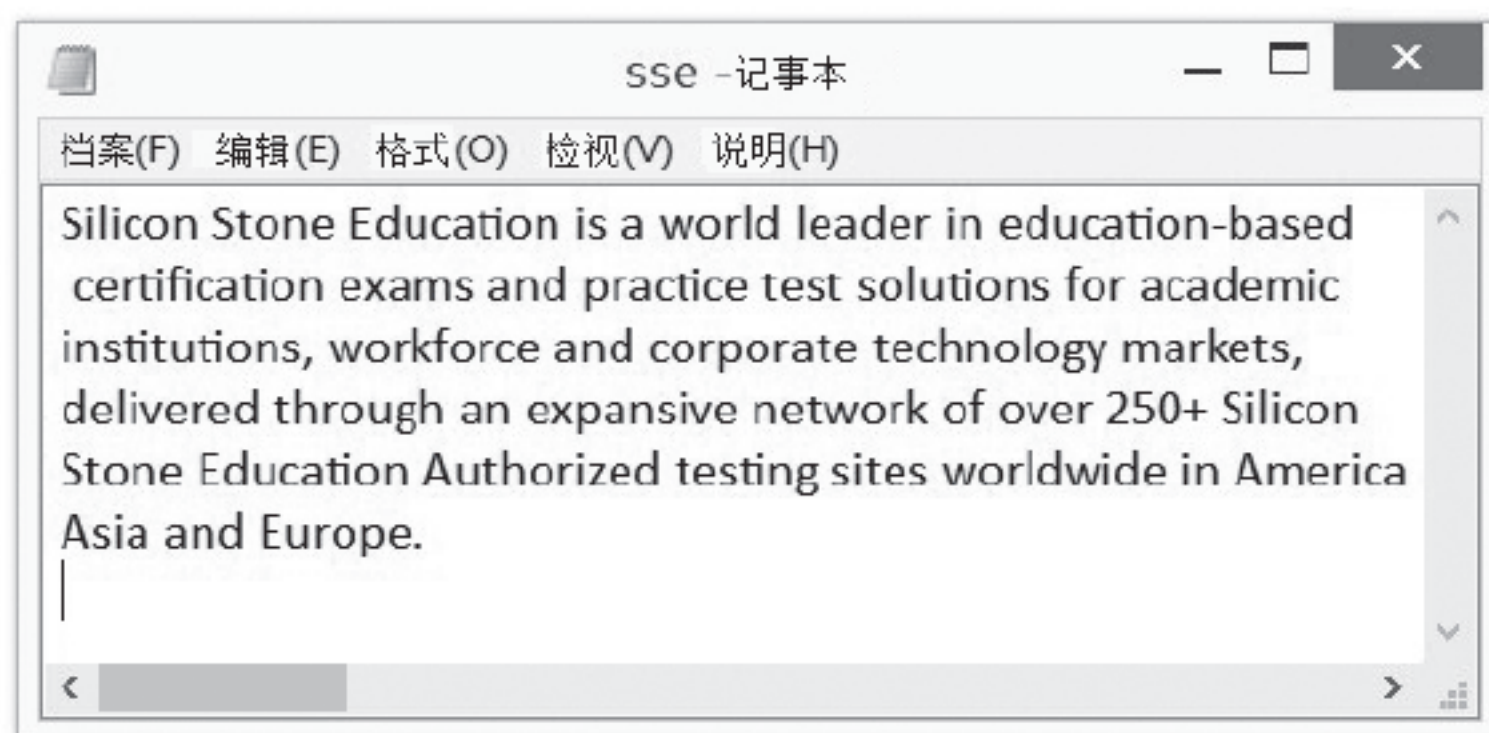 sse -记事本
档案(F) 编辑(E) 格式(O) 检视(V) 说明(H)
Silicon Stone Education is a world leader in education-based
certification exams and practice test solutions for academic
institutions, workforce and corporate technology markets,
delivered through an expansive network of over 250+ Silicon
Stone Education Authorized testing sites worldwide in America
Asia and Europe.